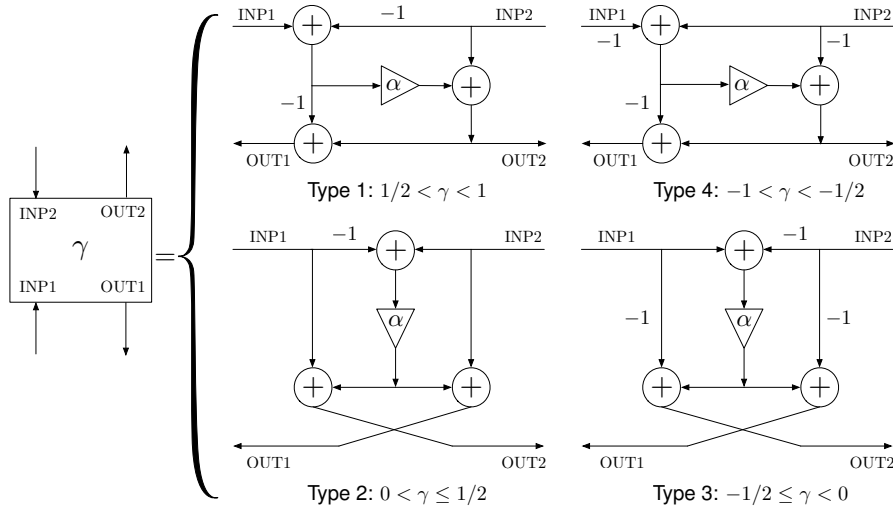 INP1 −1 INP2
α
−1
OUT1 OUT2
Type 1: 1/2 < γ < 1
INP1 INP2
−1 −1
α
−1
OUT1 OUT2
Type 4: −1 < γ < −1/2
INP2 OUT2
γ
INP1 OUT1
=
INP1 −1 INP2
α
OUT1 OUT2
Type 2: 0 < γ ≤ 1/2
INP1 −1 INP2
α
−1 −1
OUT1 OUT2
Type 3: −1/2 ≤ γ < 0